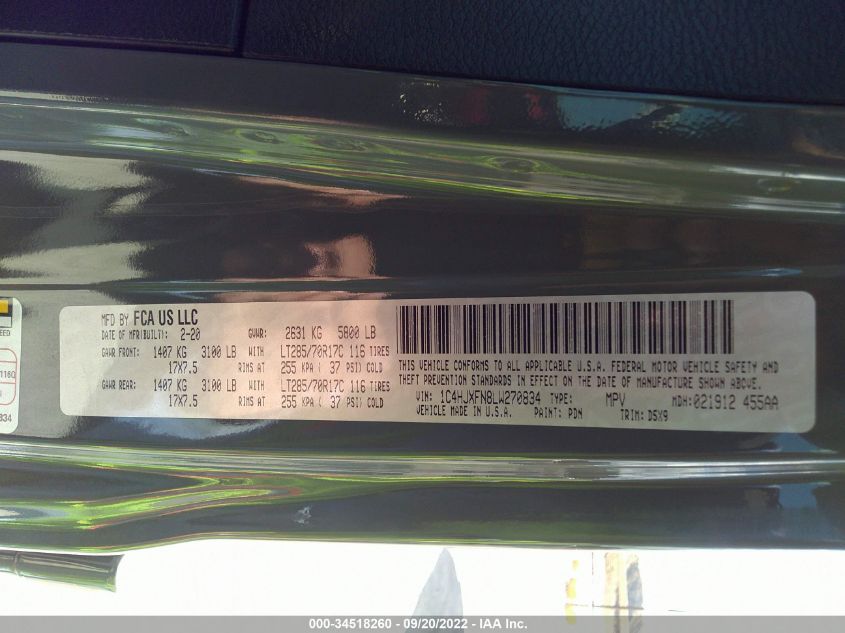 MFD BY FCA US LLC
DATE OF MFR(BUILT): 2-20 GVWR: 2631 KG 5800 LB
GAWR FRONT: 1407 KG 3100 LB WITH LT285/70R17C 116 TIRES
17X7.5 RIMS AT 255 KPA ( 37 PSI) COLD
GAWR REAR: 1407 KG 3100 LB WITH LT285/70R17C 116 TIRES
17X7.5 RIMS AT 255 KPA ( 37 PSI) COLD
THIS VEHICLE CONFORMS TO ALL APPLICABLE U.S.A. FEDERAL MOTOR VEHICLE SAFETY AND
THEFT PREVENTION STANDARDS IN EFFECT ON THE DATE OF MANUFACTURE SHOWN ABOVE.
VIN: 1C4HJXFN8LW270834 TYPE: MPV MDH:021912 455AA
VEHICLE MADE IN U.S.A. PAINT: PDN TRIM: D5X9
EED
1160
834
000-34518260 - 09/20/2022 - IAA Inc.